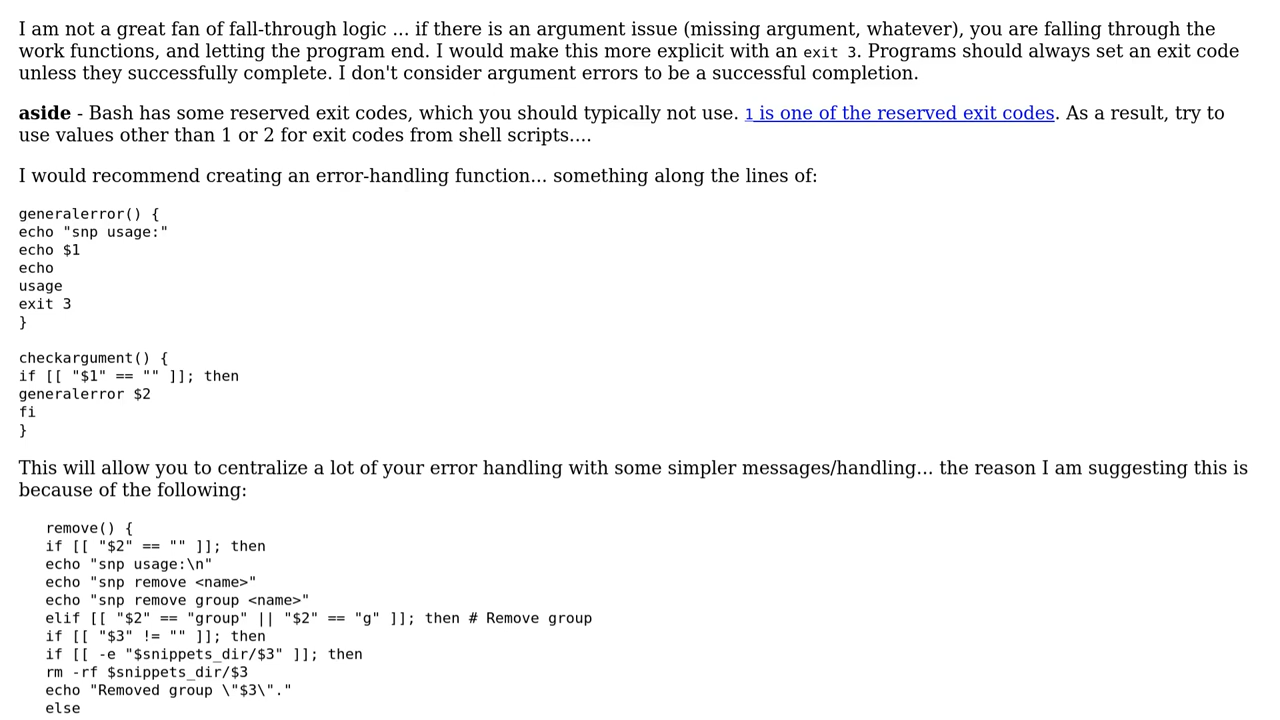 I am not a great fan of fall-through logic ... if there is an argument issue (missing argument, whatever), you are falling through the
work functions, and letting the program end. I would make this more explicit with an exit 3. Programs should always set an exit code
unless they successfully complete. I don't consider argument errors to be a successful completion.
aside - Bash has some reserved exit codes, which you should typically not use. 1 is one of the reserved exit codes. As a result, try to
use values other than 1 or 2 for exit codes from shell scripts....
I would recommend creating an error-handling function... something along the lines of:
generalerror() {
echo "snp usage:"
echo $1
echo
usage
exit 3
}
checkargument() {
if [[ "$1" == "" ]]; then
generalerror $2
fi
}
This will allow you to centralize a lot of your error handling with some simpler messages/handling... the reason I am suggesting this is
because of the following:
remove() {
if [[ "$2" == "" ]]; then
echo "snp usage:\n"
echo "snp remove <name>"
echo "snp remove group <name>"
elif [[ "$2" == "group" || "$2" == "g" ]]; then # Remove group
if [[ "$3" != "" ]]; then
if [[ -e "$snippets_dir/$3" ]]; then
rm -rf $snippets_dir/$3
echo "Removed group \"$3\"."
else